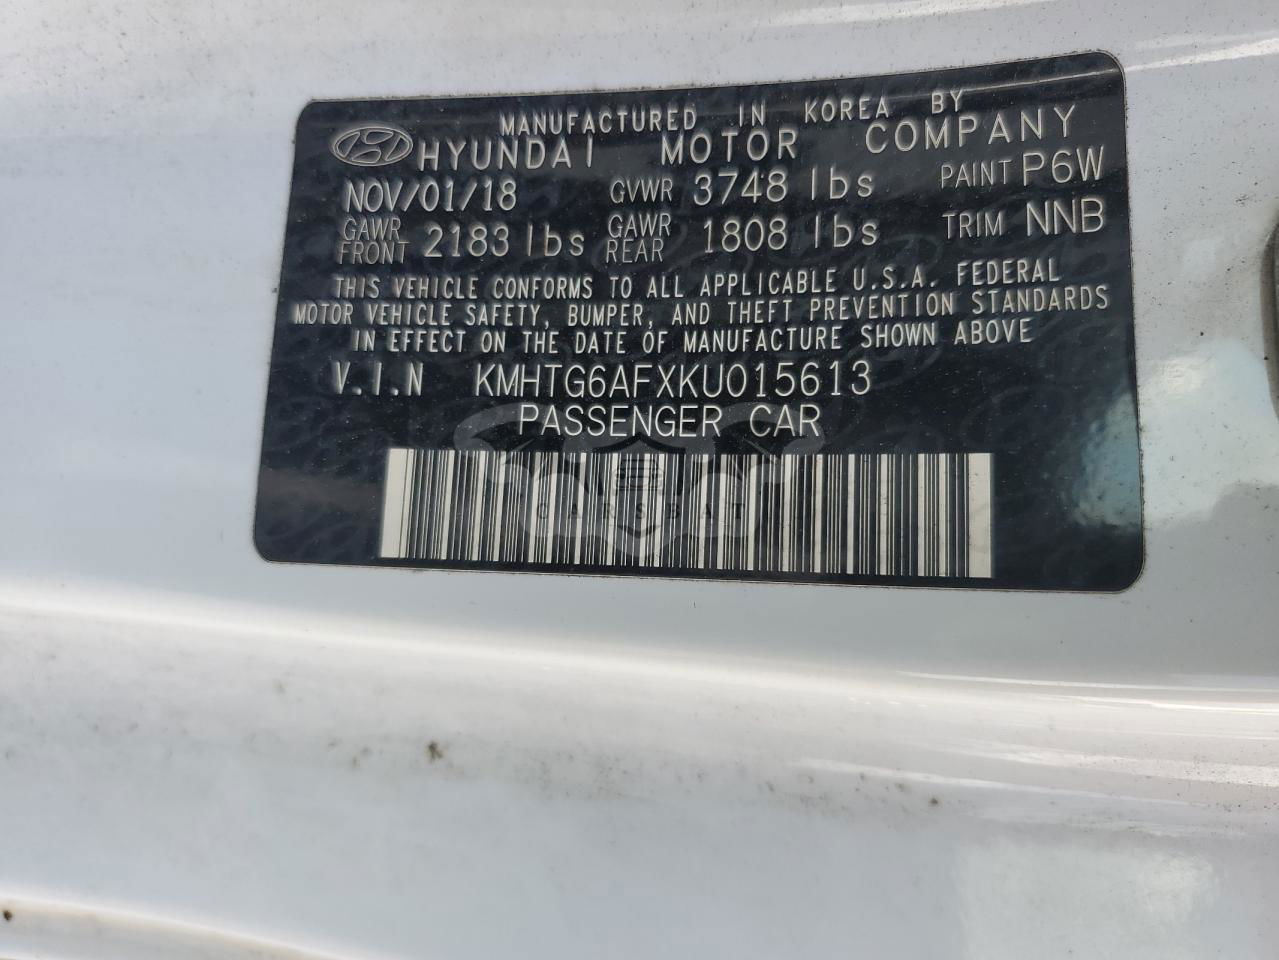 MANUFACTURED IN KOREA BY
HYUNDAI MOTOR COMPANY
NOV/01/18 GVWR 3748 lbs PAINT P6W
GAWR FRONT 2183 lbs GAWR REAR 1808 lbs TRIM NNB
THIS VEHICLE CONFORMS TO ALL APPLICABLE U.S.A. FEDERAL
MOTOR VEHICLE SAFETY, BUMPER, AND THEFT PREVENTION STANDARDS
IN EFFECT ON THE DATE OF MANUFACTURE SHOWN ABOVE
V.I.N KMHTG6AFXKU015613
PASSENGER CAR
CARSBAT